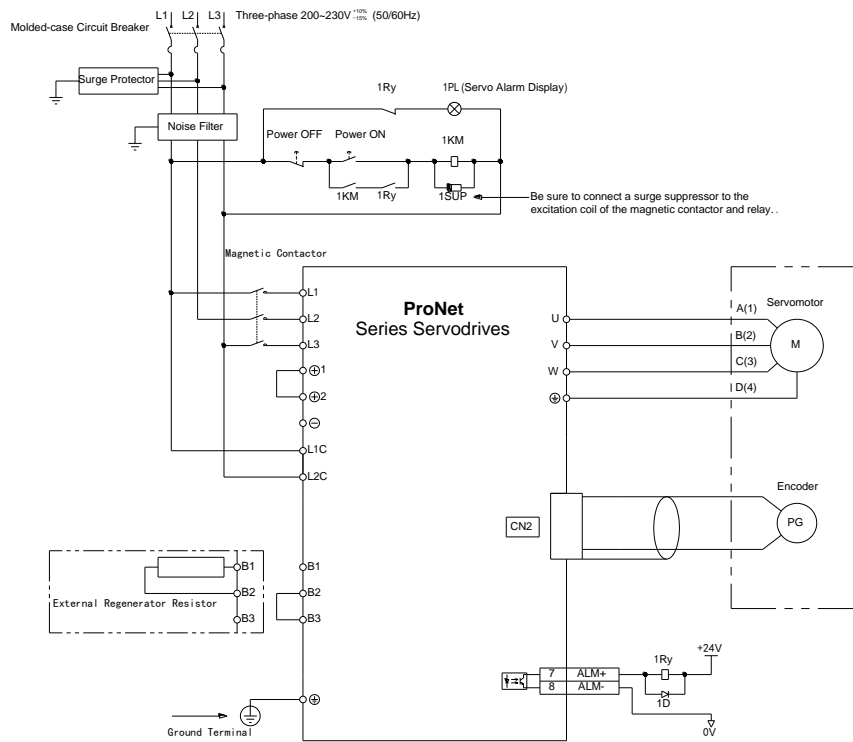 L1 L2 L3 Three-phase 200~230V +10% -15% (50/60Hz)
Molded-case Circuit Breaker
Surge Protector
1Ry 1PL (Servo Alarm Display)
Noise Filter
Power OFF Power ON
1KM
1KM 1Ry 1SUP
Be sure to connect a surge suppressor to the
excitation coil of the magnetic contactor and relay. .
Magnetic Contactor
L1
L2
L3
1
2
L1C
L2C
ProNet
Series Servodrives
U
V
W
A(1)
B(2)
C(3)
D(4)
Servomotor
M
CN2
Encoder
PG
B1
B2
B3
External Regenerator Resistor
B1
B2
B3
7 ALM+
8 ALM-
1Ry
+24V
1D
0V
Ground Terminal